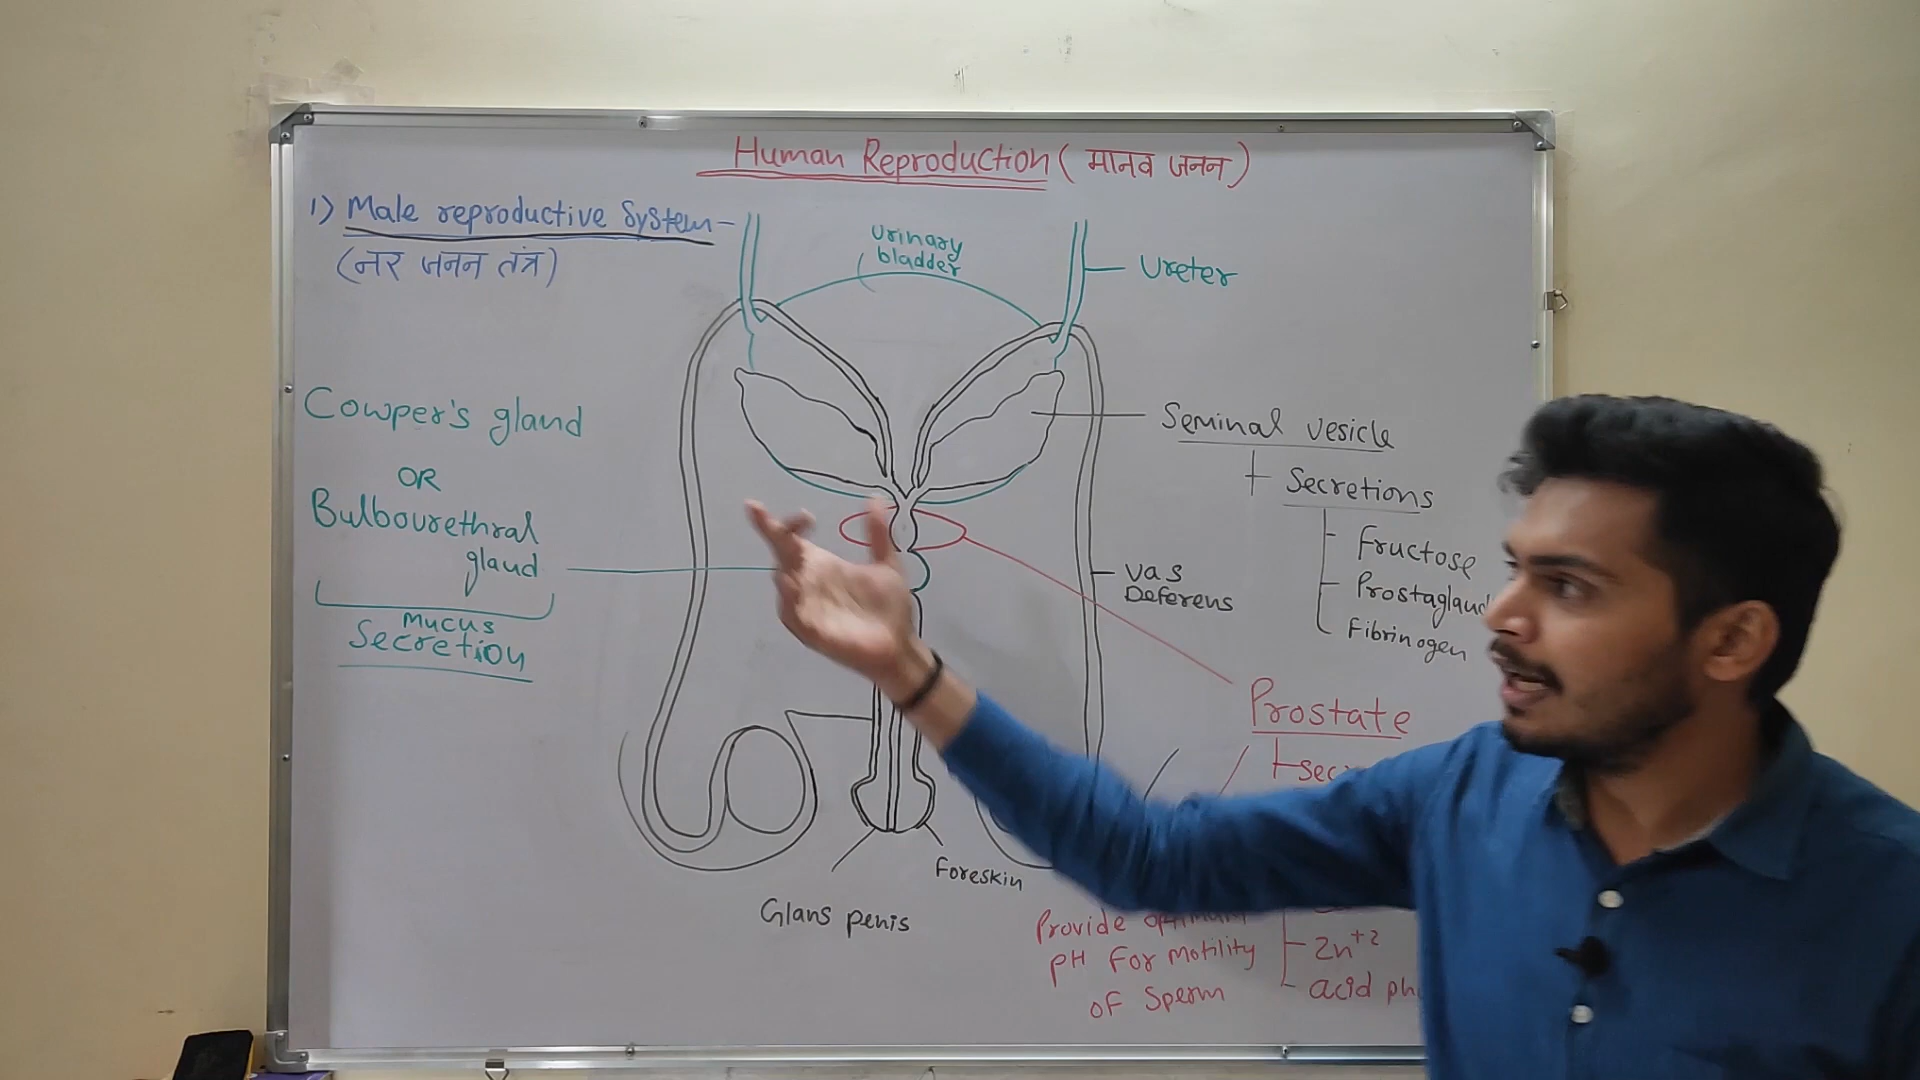 Human Reproduction ( मानव जनन )
1) Male reproductive System -
(नर जनन तंत्र)
Urinary
bladder
Ureter
Cowper's gland
OR
Bulbourethral
gland
Mucus
Secretion
Seminal vesicle
Secretions
Fructose
Fibrinogen
Vas
Deferens
Prostate
Foreskin
Glans penis
Provide
pH For Motility
of Sperm
Zn+2
acid